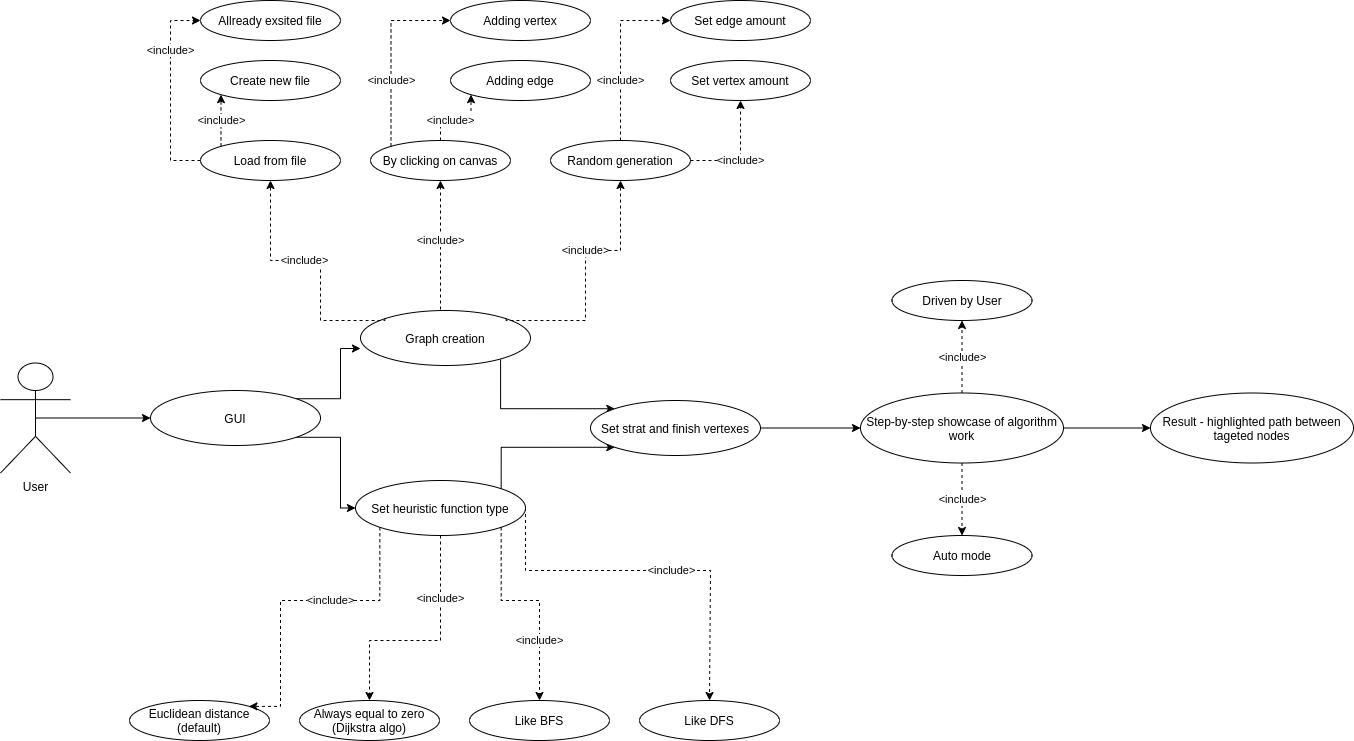 Allready exsited file
Adding vertex
Set edge amount
<include>
Create new file
<include>
Adding edge
<include>
Set vertex amount
<include>
<include>
Load from file
By clicking on canvas
Random generation
<include>
<include>
<include>
<include>
Driven by User
Graph creation
<include>
GUI
Set strat and finish vertexes
Step-by-step showcase of algorithm
work
Result - highlighted path between
tageted nodes
User
Set heuristic function type
<include>
Auto mode
<include>
<include>
<include>
<include>
Euclidean distance
(default)
Always equal to zero
(Dijkstra algo)
Like BFS
Like DFS